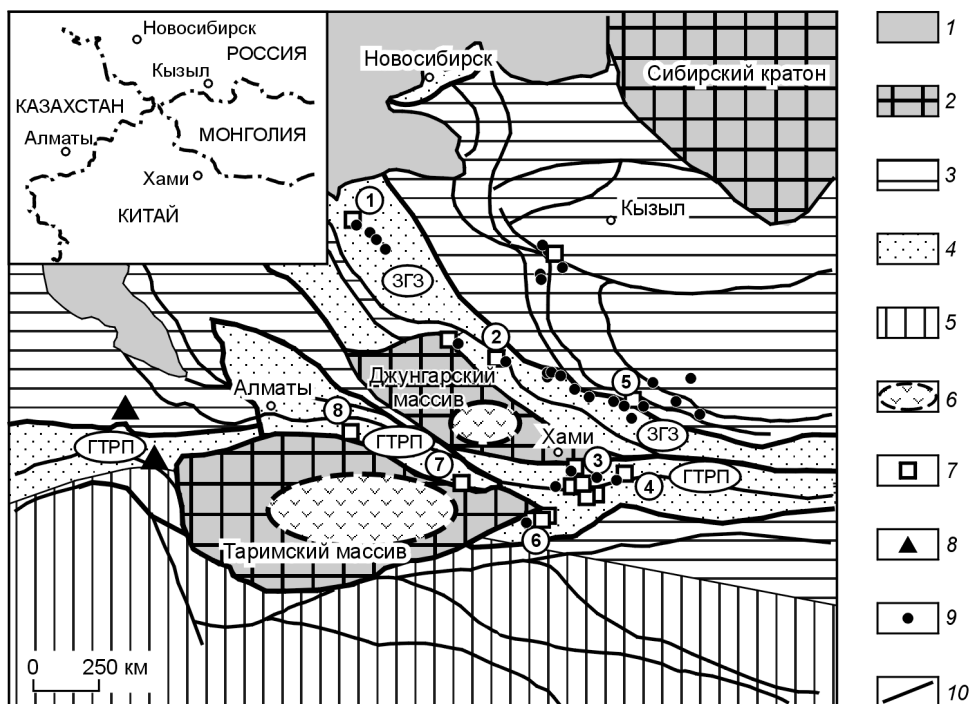 Новосибирск
РОССИЯ
Кызыл
КАЗАХСТАН
Алматы
МОНГОЛИЯ
Хами
КИТАЙ
Новосибирск
Сибирский кратон
1
Кызыл
ЗГЗ
2
Джунгарский
массив
5
Алматы
8
ГТРП
ГТРП
Хами
ЗГЗ
7
3
4
ГТРП
Таримский массив
6
0 250 км
1
2
3
4
5
6
7
8
9
10